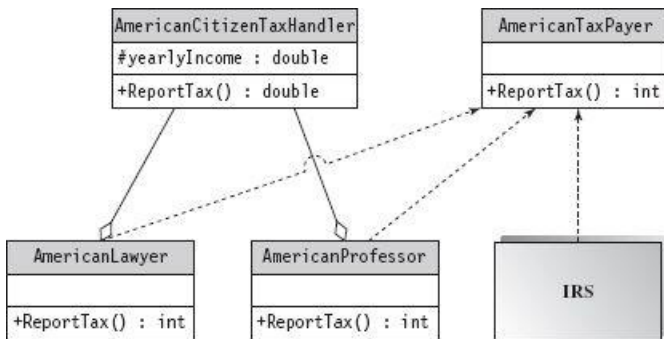 AmericanCitizenTaxHandler
#yearlyIncome : double
+ReportTax() : double
AmericanTaxPayer
+ReportTax() : int
AmericanLawyer
+ReportTax() : int
AmericanProfessor
+ReportTax() : int
IRS